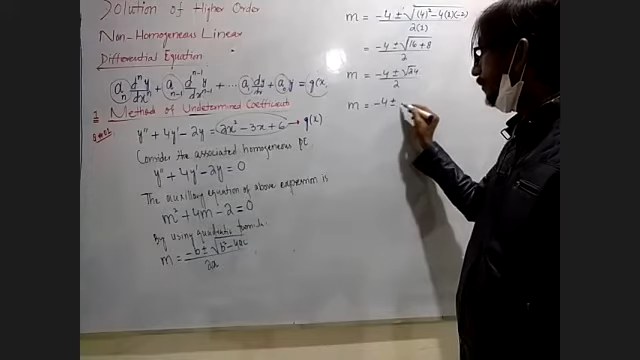 Solution of Higher Order
Non-Homogeneous Linear
Differential Equation
aₙ dⁿy/dxⁿ + aₙ₋₁ dⁿ⁻¹y/dxⁿ⁻¹ + ... a₁ dy/dx + a₀ y = g(x)
1 Method of Undetermined Coefficients
y'' + 4y' - 2y = 2x² - 3x + 6 → g(x)
Consider the associated homogeneous DE
y'' + 4y' - 2y = 0
The auxillary equation of above expression is
m² + 4m - 2 = 0
By using quadratic formula
m = (-b ± √(b² - 4ac))/2a
m = (-4 ± √((4)² - 4(1)(-2)))/2(1)
= (-4 ± √(16 + 8))/2
m = (-4 ± √24)/2
m = -4 ±